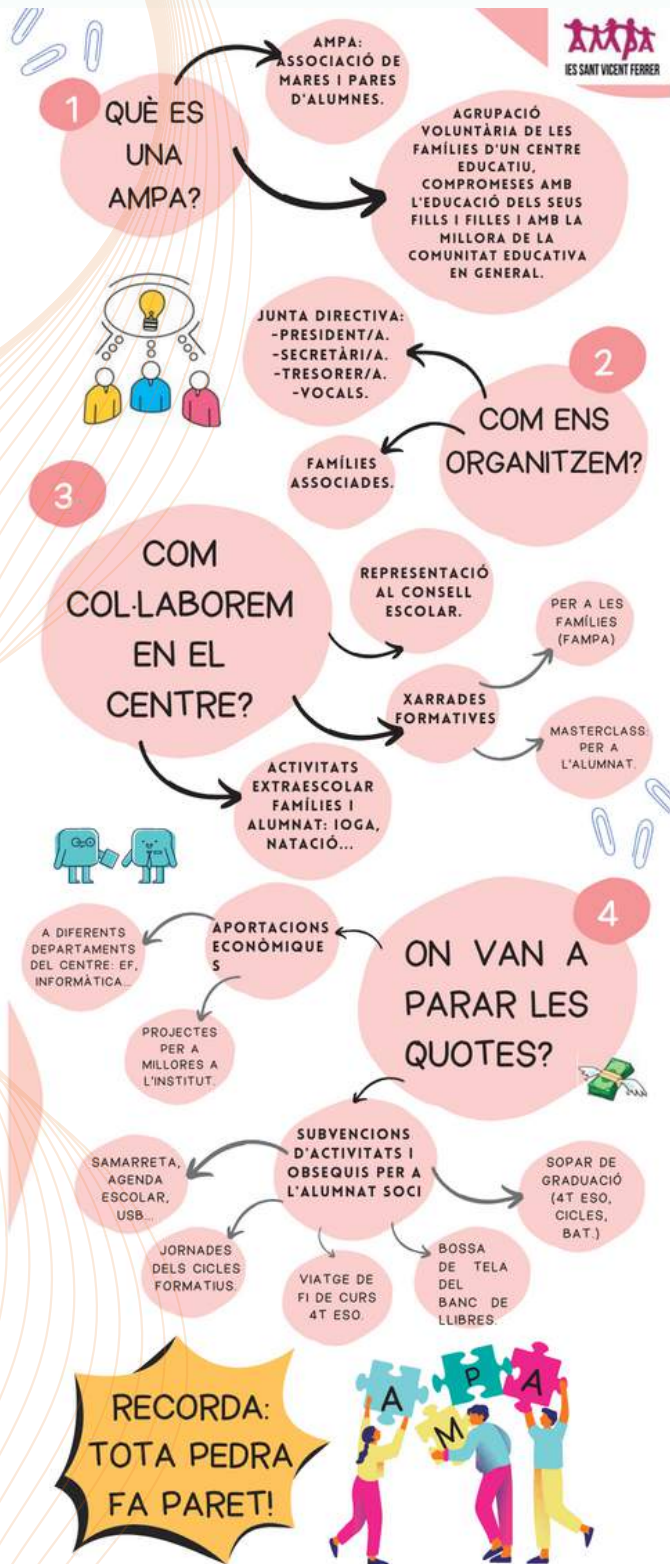 AMPA
IES SANT VICENT FERRER
1
QUÈ ES
UNA
AMPA?
AMPA:
ASSOCIACIÓ DE
MARES I PARES
D'ALUMNES.
AGRUPACIÓ
VOLUNTÀRIA DE LES
FAMÍLIES D'UN CENTRE
EDUCATIU,
COMPROMESES AMB
L'EDUCACIÓ DELS SEUS
FILLS I FILLES I AMB LA
MILLORA DE LA
COMUNITAT EDUCATIVA
EN GENERAL.
2
COM ENS
ORGANITZEM?
JUNTA DIRECTIVA:
-PRESIDENT/A.
-SECRETÀRI/A.
-TRESORER/A.
-VOCALS.
FAMÍLIES
ASSOCIADES.
3
COM
COL·LABOREM
EN EL
CENTRE?
REPRESENTACIÓ
AL CONSELL
ESCOLAR.
XARRADES
FORMATIVES
PER A LES
FAMÍLIES
(FAMPA)
MASTERCLASS:
PER A
L'ALUMNAT.
ACTIVITATS
EXTRAESCOLAR
FAMÍLIES I
ALUMNAT: IOGA,
NATACIÓ...
4
ON VAN A
PARAR LES
QUOTES?
APORTACIONS
ECONÒMIQUE
S
A DIFERENTS
DEPARTAMENTS
DEL CENTRE: EF,
INFORMÀTICA...
PROJECTES
PER A
MILLORES A
L'INSTITUT.
SUBVENCIONS
D'ACTIVITATS I
OBSEQUIS PER A
L'ALUMNAT SOCI
SAMARRETA,
AGENDA
ESCOLAR,
USB...
JORNADES
DELS CICLES
FORMATIUS.
VIATGE DE
FI DE CURS
4T ESO.
BOSSA
DE TELA
DEL
BANC DE
LLIBRES.
SOPAR DE
GRADUACIÓ
(4T ESO,
CICLES,
BAT.)
RECORDA:
TOTA PEDRA
FA PARET!
A
M
P
A